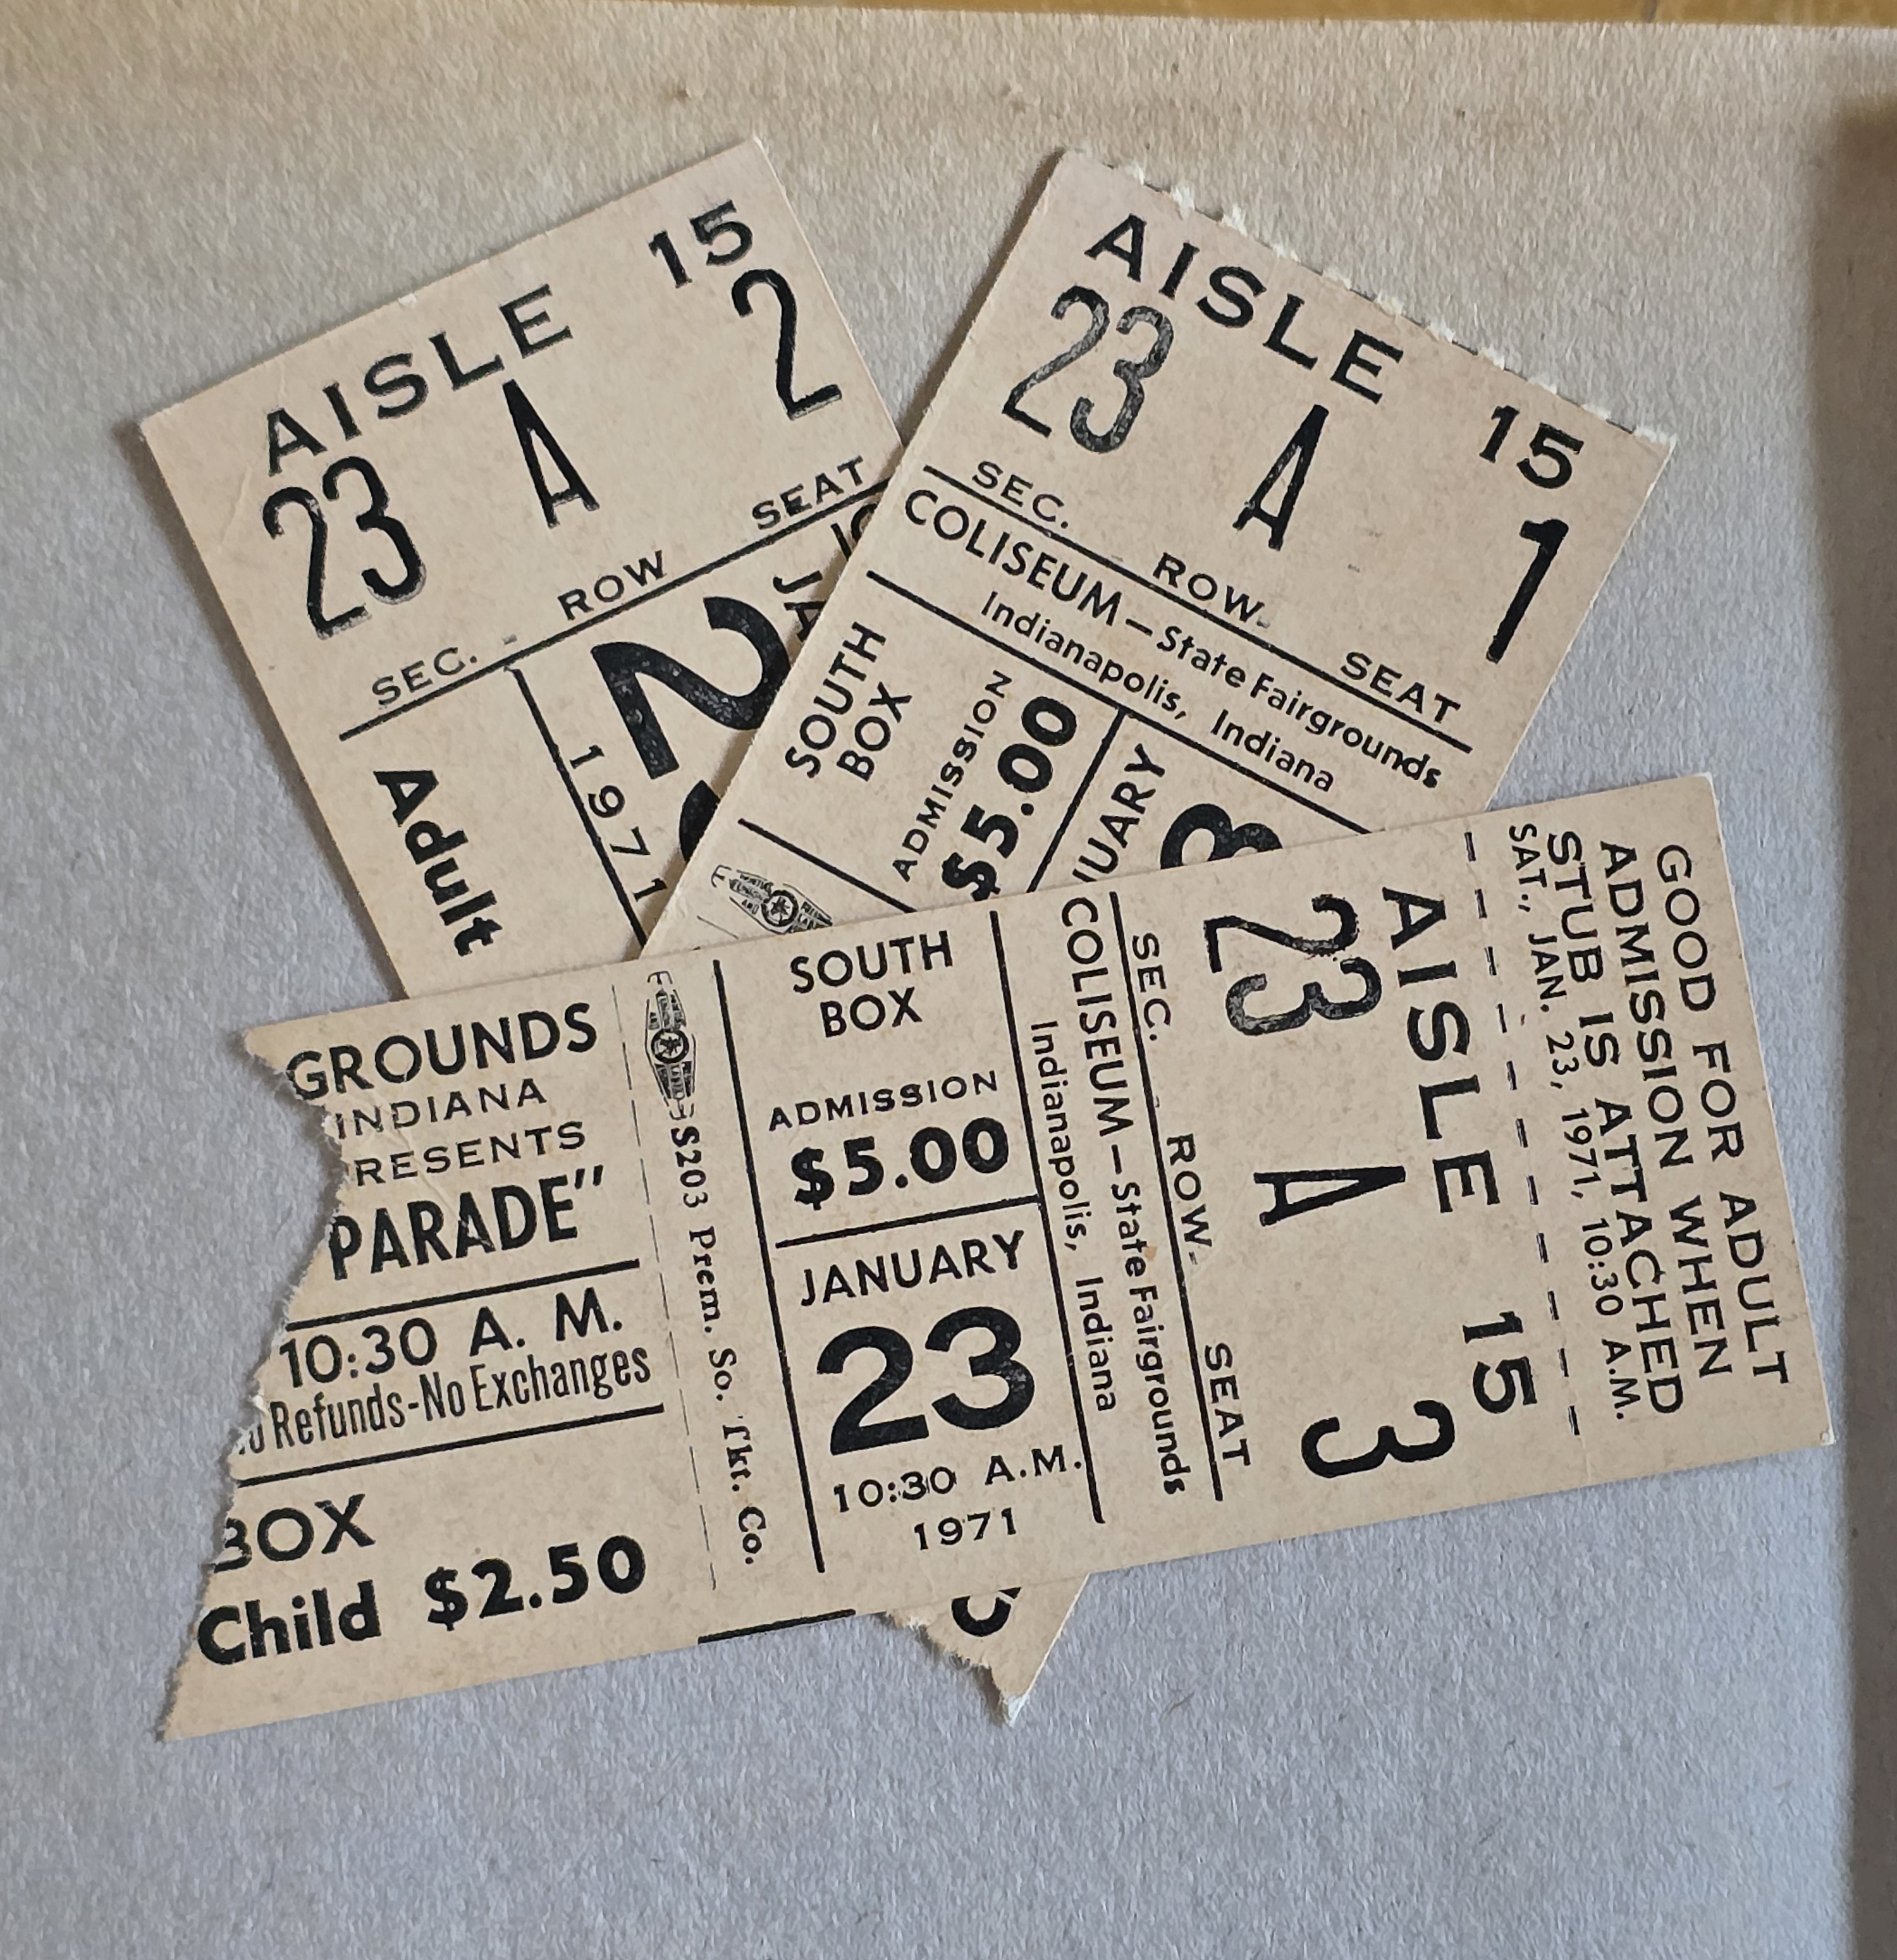 AISLE 15
23 A 2
SEC. ROW SEAT
Adult
1971
AISLE 15
23 A 1
SEC. ROW SEAT
COLISEUM—State Fairgrounds
Indianapolis, Indiana
SOUTH
BOX
ADMISSION
$5.00
GOOD FOR ADULT
ADMISSION WHEN
STUB IS ATTACHED
SAT., JAN. 23, 1971, 10:30 A.M.
AISLE 15
23 A 3
SEC. ROW SEAT
COLISEUM—State Fairgrounds
Indianapolis, Indiana
SOUTH
BOX
ADMISSION
$5.00
JANUARY
23
10:30 A.M.
1971
S203 Prem. So. Tkt. Co.
GROUNDS
INDIANA
RESENTS
PARADE"
10:30 A. M.
Refunds-No Exchanges
BOX
Child $2.50